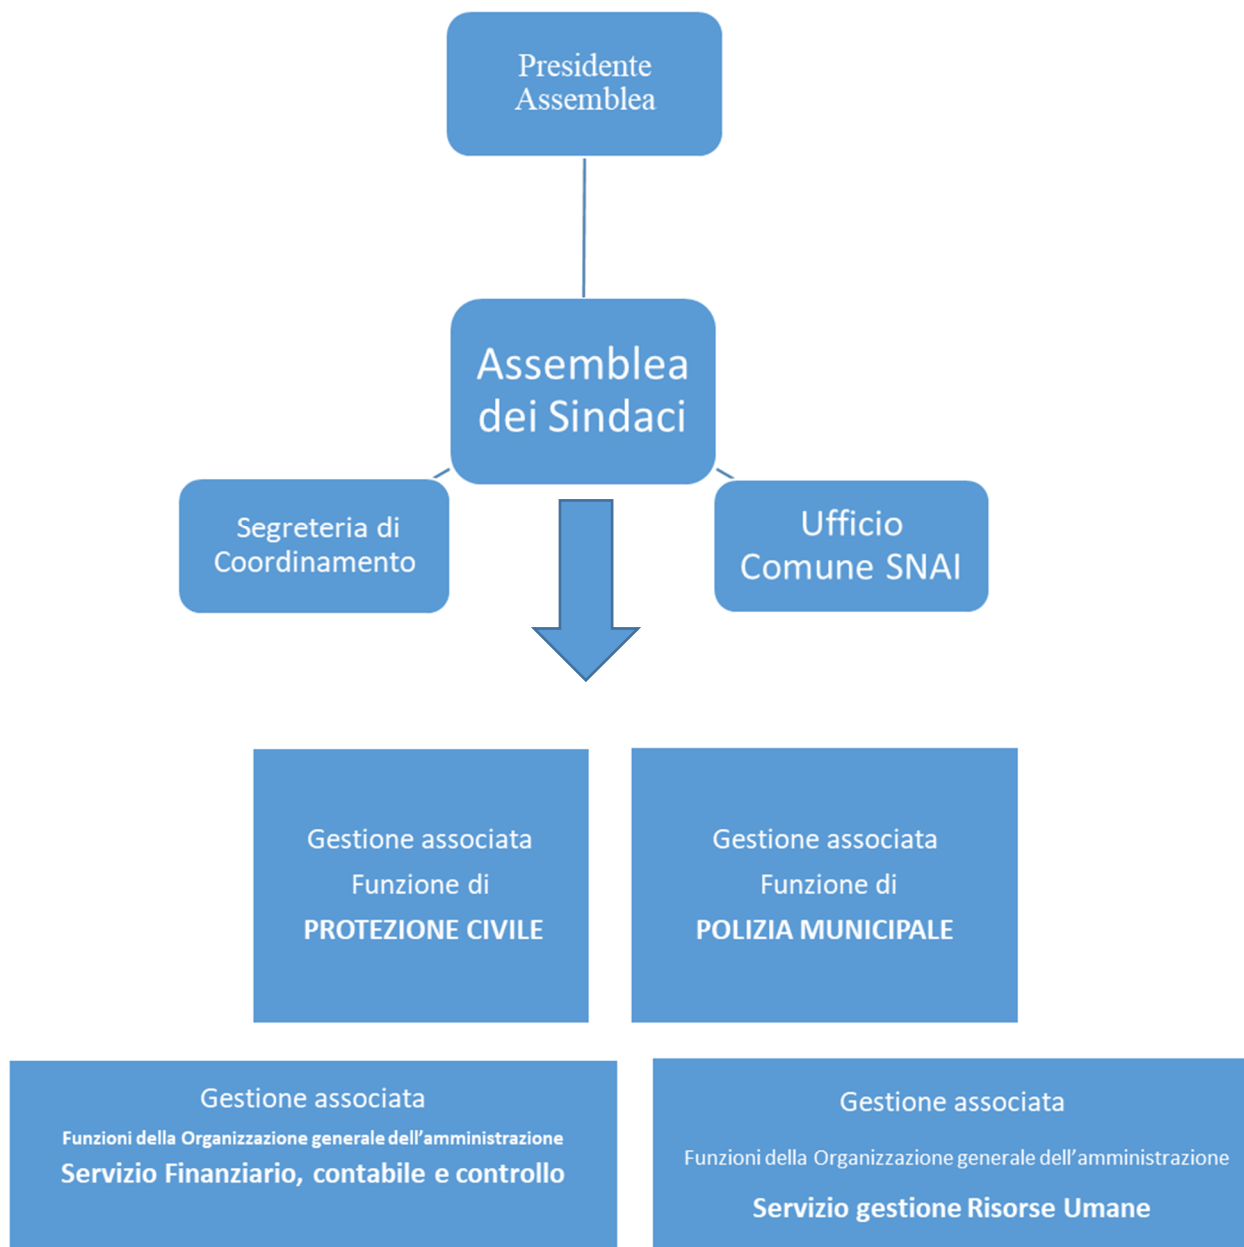 Presidente
Assemblea
Assemblea
dei Sindaci
Segreteria di
Coordinamento
Ufficio
Comune SNAI
Gestione associata
Funzione di
PROTEZIONE CIVILE
Gestione associata
Funzione di
POLIZIA MUNICIPALE
Gestione associata
Funzioni della Organizzazione generale dell’amministrazione
Servizio Finanziario, contabile e controllo
Gestione associata
Funzioni della Organizzazione generale dell’amministrazione
Servizio gestione Risorse Umane